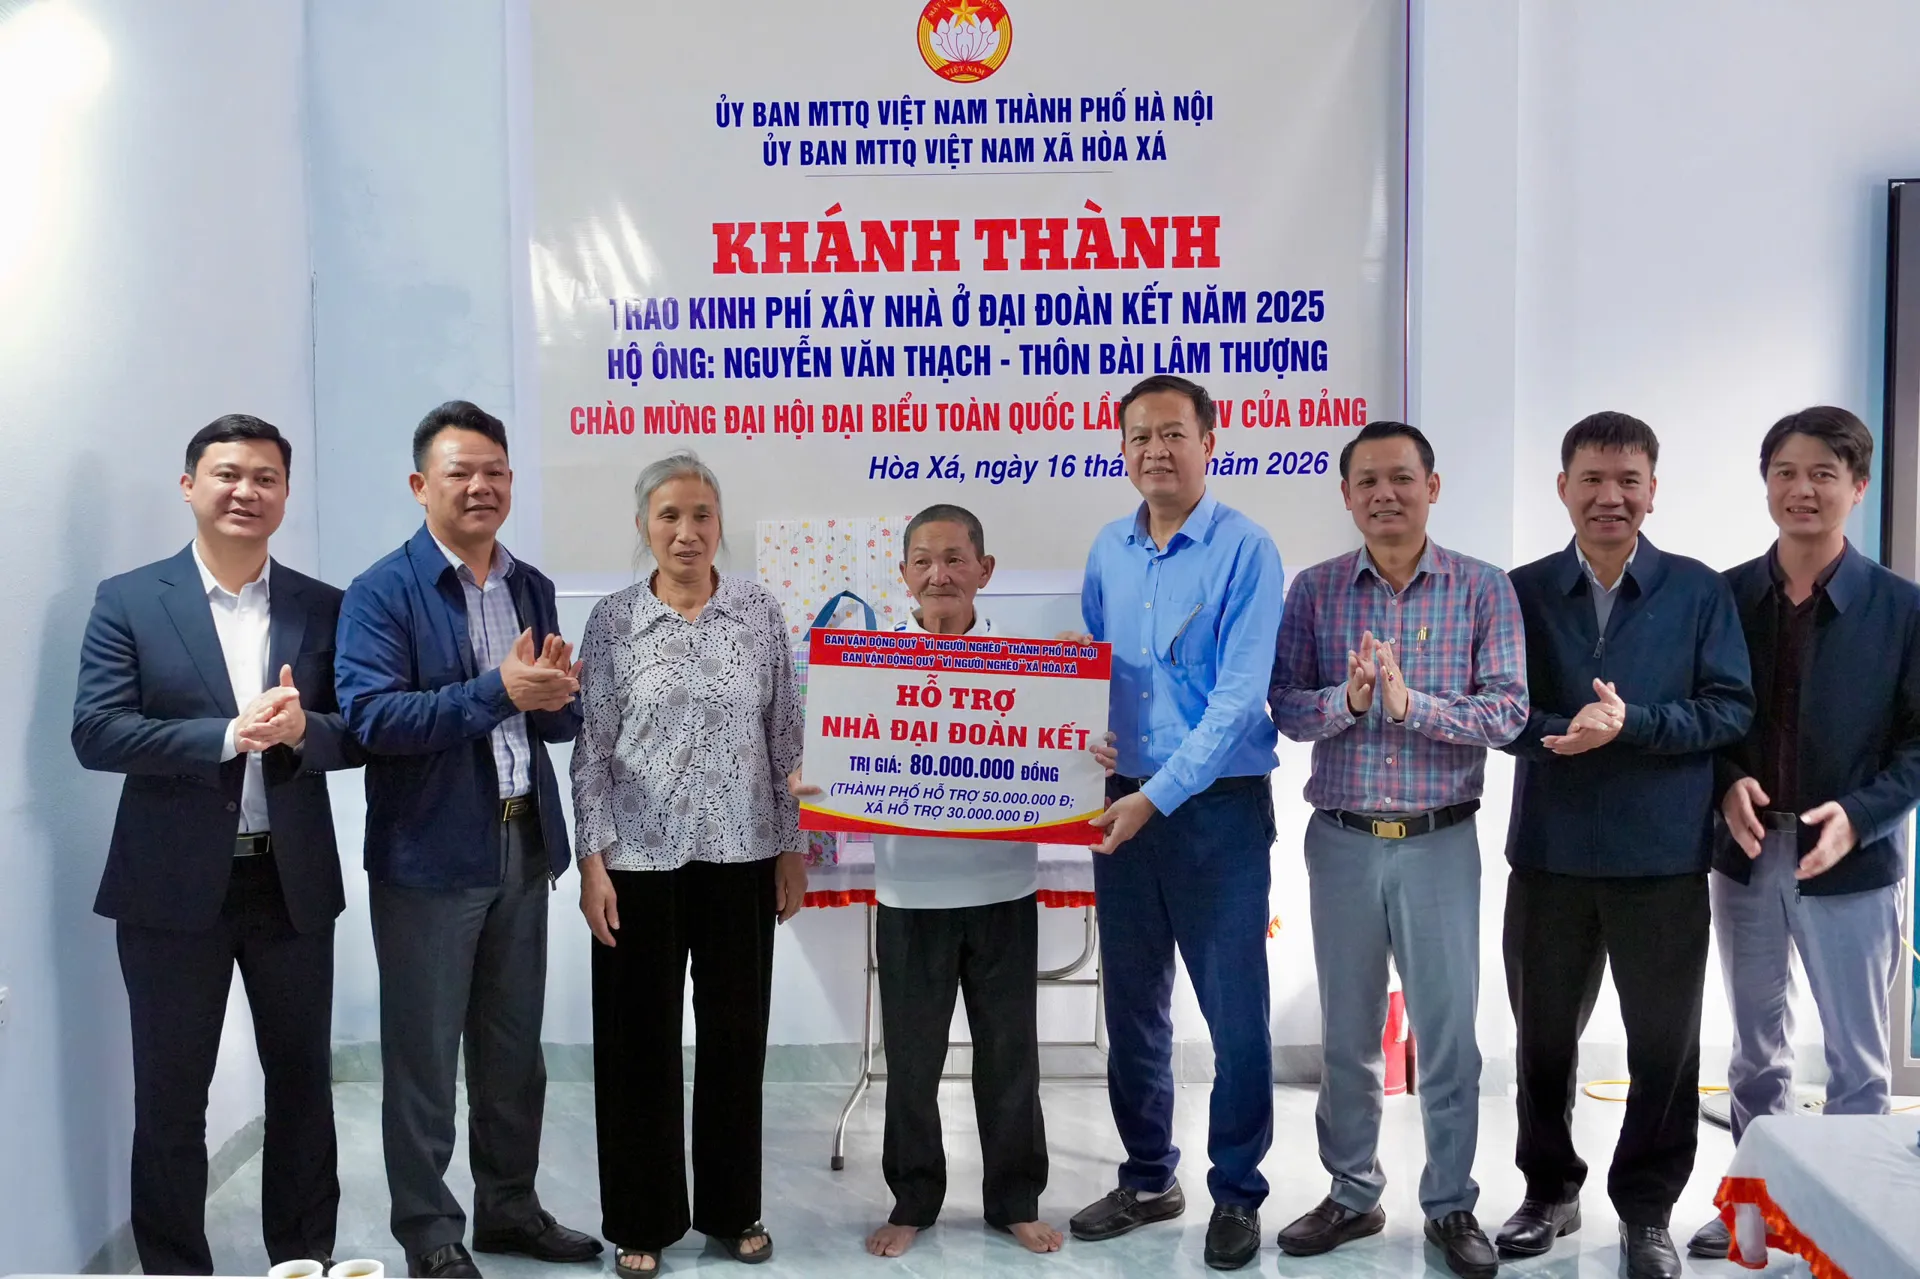 VIỆT NAM
ỦY BAN MTTQ VIỆT NAM THÀNH PHỐ HÀ NỘI
ỦY BAN MTTQ VIỆT NAM XÃ HÒA XÁ
KHÁNH THÀNH
TRAO KINH PHÍ XÂY NHÀ Ở ĐẠI ĐOÀN KẾT NĂM 2025
HỘ ÔNG: NGUYỄN VĂN THẠCH - THÔN BÀI LÂM THƯỢNG
CHÀO MỪNG ĐẠI HỘI ĐẠI BIỂU TOÀN QUỐC LẦN CỦA ĐẢNG
Hòa Xá, ngày 16 năm 2026
BAN VẬN ĐỘNG QUỸ "VÌ NGƯỜI NGHÈO" THÀNH PHỐ HÀ NỘI
BAN VẬN ĐỘNG QUỸ "VÌ NGƯỜI NGHÈO" XÃ HÒA XÁ
HỖ TRỢ
NHÀ ĐẠI ĐOÀN KẾT
TRỊ GIÁ: 80.000.000 ĐỒNG
(THÀNH PHỐ HỖ TRỢ 50.000.000 Đ;
XÃ HỖ TRỢ 30.000.000 Đ)